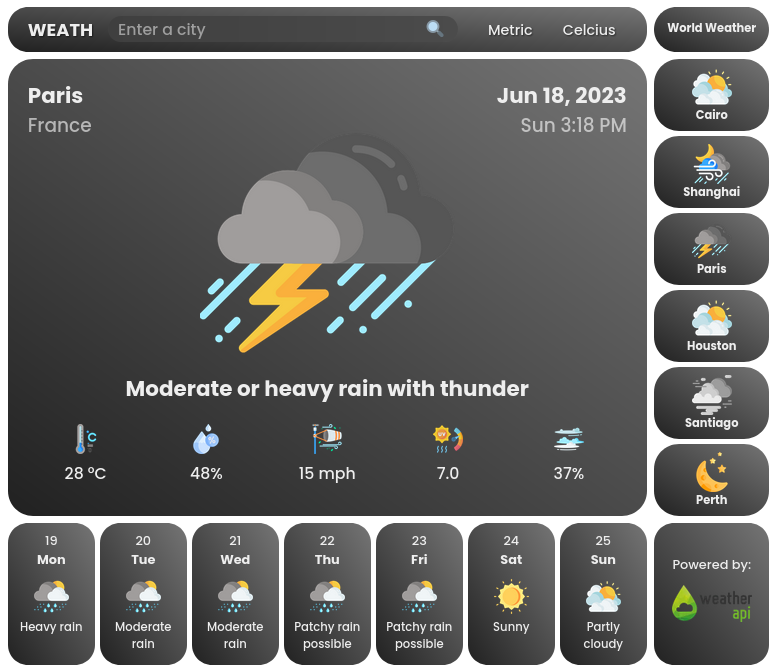 WEATH
Enter a city
Metric
Celcius
World Weather
Paris
France
Jun 18, 2023
Sun 3:18 PM
Moderate or heavy rain with thunder
28 °C
48%
15 mph
7.0
37%
Cairo
Shanghai
Paris
Houston
Santiago
Perth
19
Mon
Heavy rain
20
Tue
Moderate
rain
21
Wed
Moderate
rain
22
Thu
Patchy rain
possible
23
Fri
Patchy rain
possible
24
Sat
Sunny
25
Sun
Partly
cloudy
Powered by:
weather
api